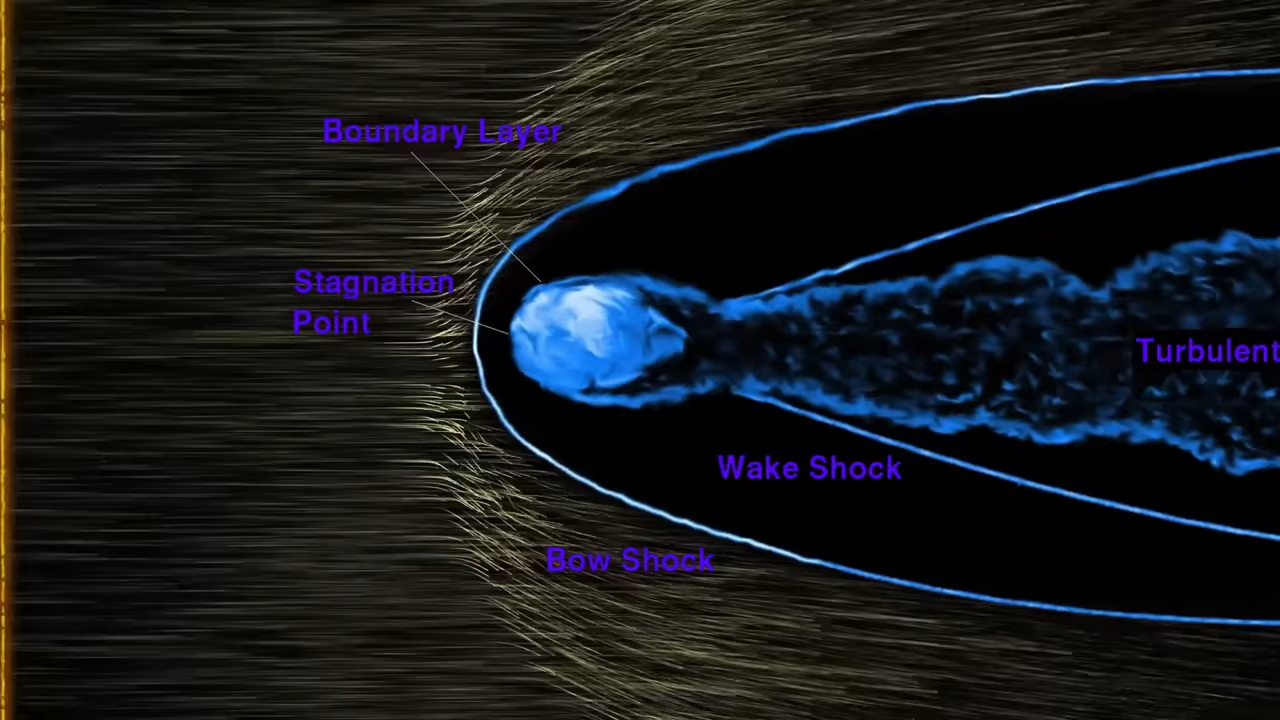 Boundary Layer
Stagnation
Point
Turbulent
Wake Shock
Bow Shock